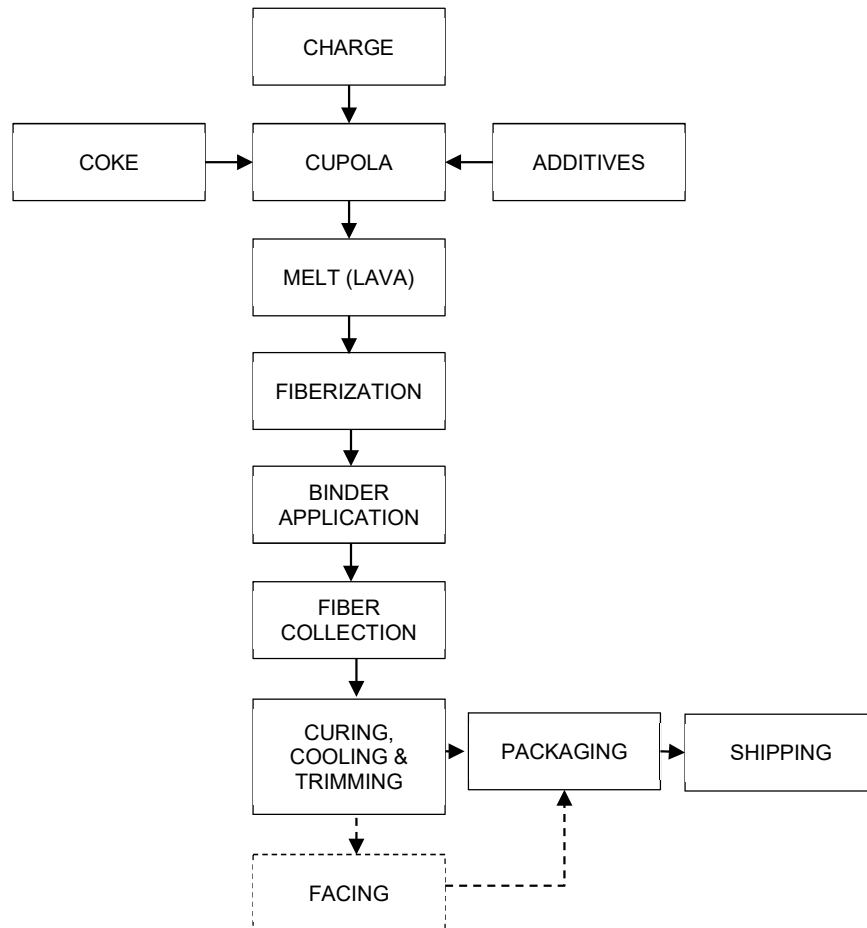 CHARGE
COKE
CUPOLA
ADDITIVES
MELT (LAVA)
FIBERIZATION
BINDER
APPLICATION
FIBER
COLLECTION
CURING,
COOLING &
TRIMMING
PACKAGING
SHIPPING
FACING